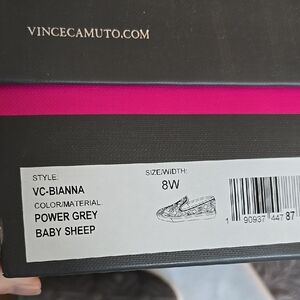 VINCECAMUTO.COM
STYLE:
VC-BIANNA
COLOR/MATERIAL:
POWER GREY
BABY SHEEP
SIZE/WIDTH:
8W
1 90937 447 87